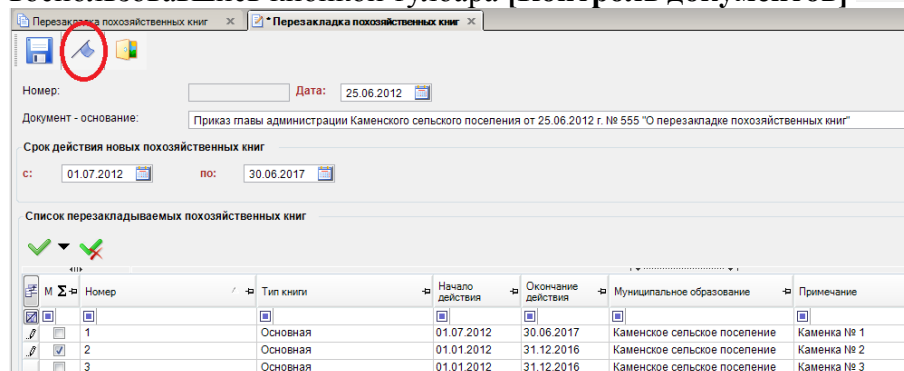 воспользовавшись кнопкой тулбара [Контроль документов]
Перезакладка похозяйственных книг
* Перезакладка похозяйственных книг
Номер: Дата: 25.06.2012
Документ - основание: Приказ главы администрации Каменского сельского поселения от 25.06.2012 г. № 555 "О перезакладке похозяйственных книг"
Срок действия новых похозяйственных книг
с: 01.07.2012 по: 30.06.2017
Список перезакладываемых похозяйственных книг
М Σ Номер Тип книги Начало действия Окончание действия Муниципальное образование Примечание
1 Основная 01.07.2012 30.06.2017 Каменское сельское поселение Каменка № 1
2 Основная 01.01.2012 31.12.2016 Каменское сельское поселение Каменка № 2
3 Основная 01.01.2012 31.12.2016 Каменское сельское поселение Каменка № 3